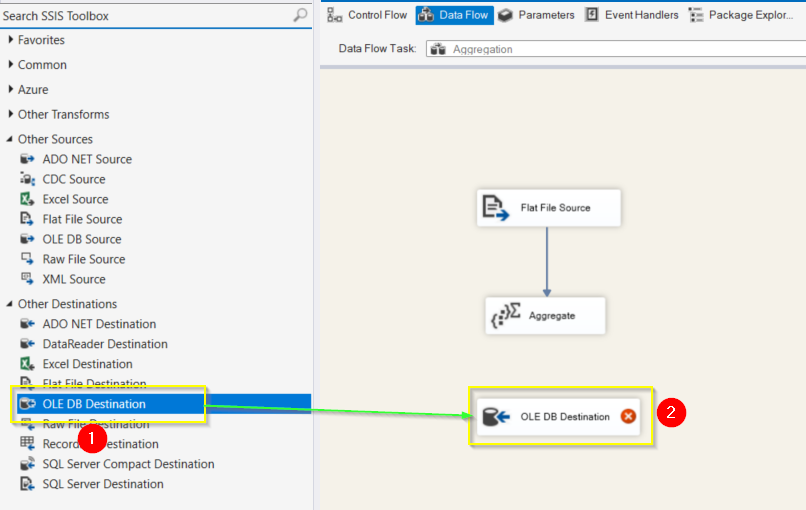 Search SSIS Toolbox
Favorites
Common
Azure
Other Transforms
Other Sources
ADO NET Source
CDC Source
Excel Source
Flat File Source
OLE DB Source
Raw File Source
XML Source
Other Destinations
ADO NET Destination
DataReader Destination
Excel Destination
Flat File Destination
OLE DB Destination
Raw File Destination
1
Record Destination
SQL Server Compact Destination
SQL Server Destination
Control Flow Data Flow Parameters Event Handlers Package Explor...
Data Flow Task: Aggregation
Flat File Source
Aggregate
OLE DB Destination
2